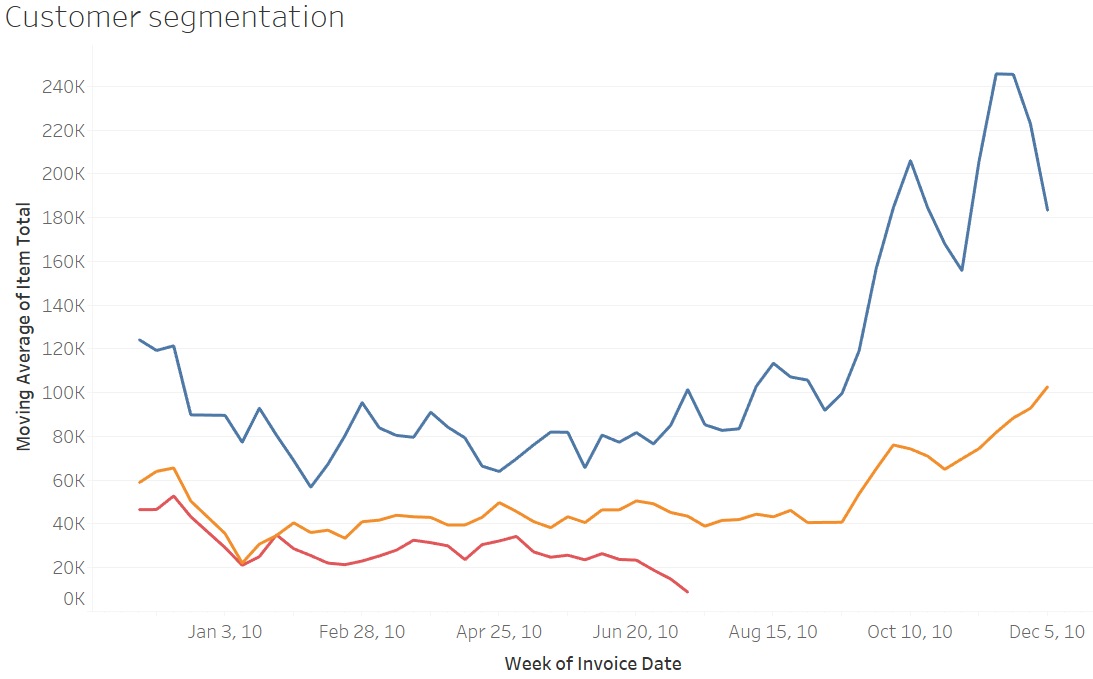 Customer segmentation
Moving Average of Item Total
240K
220K
200K
180K
160K
140K
120K
100K
80K
60K
40K
20K
0K
Jan 3, 10 Feb 28, 10 Apr 25, 10 Jun 20, 10 Aug 15, 10 Oct 10, 10 Dec 5, 10
Week of Invoice Date